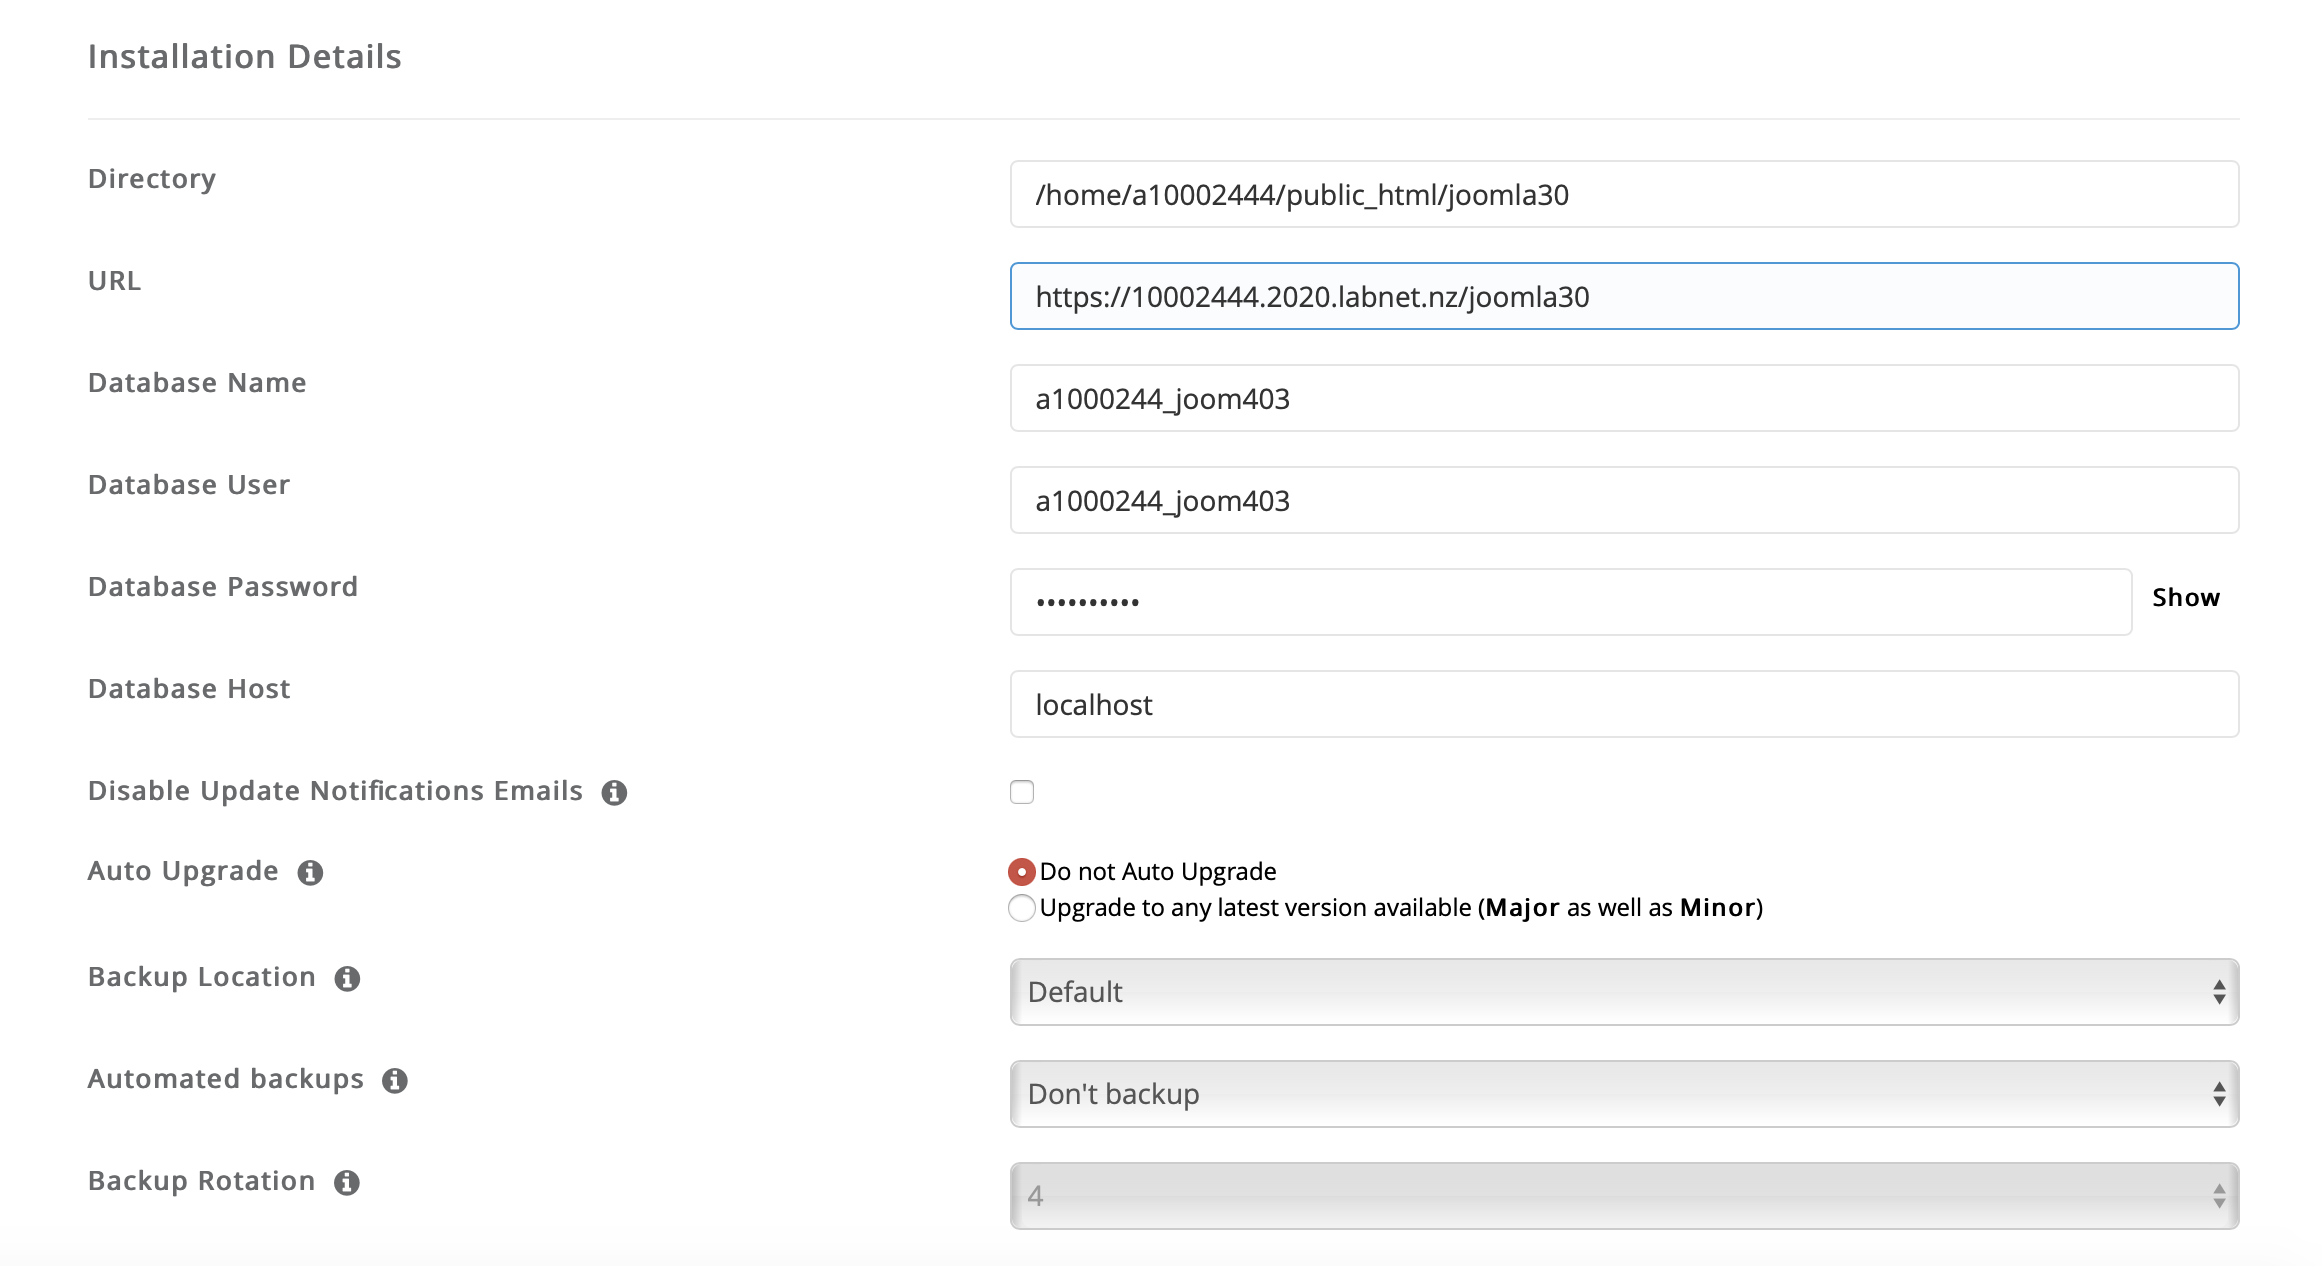 Installation Details
Directory
/home/a10002444/public_html/joomla30
URL
https://10002444.2020.labnet.nz/joomla30
Database Name
a1000244_joom403
Database User
a1000244_joom403
Database Password
•••••••••• Show
Database Host
localhost
Disable Update Notifications Emails
Auto Upgrade
Do not Auto Upgrade
Upgrade to any latest version available (Major as well as Minor)
Backup Location
Default
Automated backups
Don't backup
Backup Rotation
4